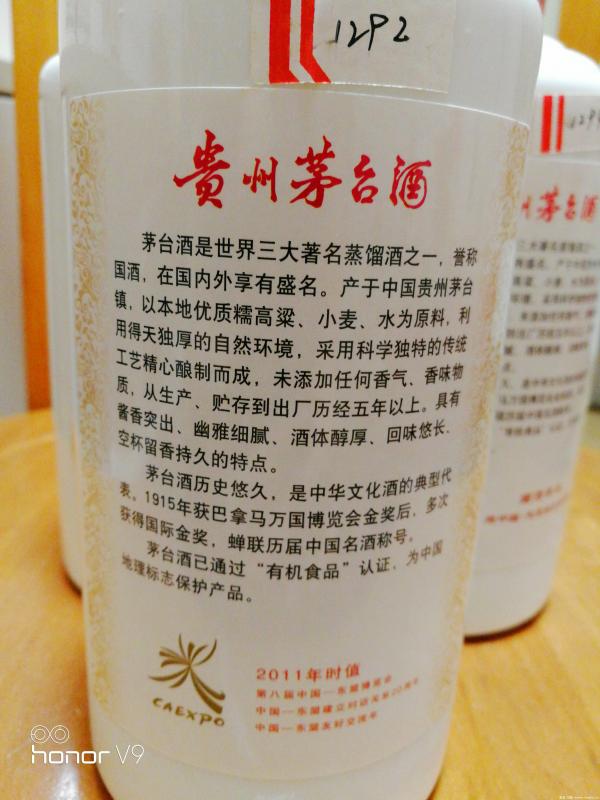 1292
贵州茅台酒
茅台酒是世界三大著名蒸馏酒之一，誉称
国酒，在国内外享有盛名。产于中国贵州茅台
镇，以本地优质糯高粱、小麦、水为原料，利
用得天独厚的自然环境，采用科学独特的传统
工艺精心酿制而成，未添加任何香气、香味物
质，从生产、贮存到出厂历经五年以上。具有
酱香突出、幽雅细腻、酒体醇厚、回味悠长、
空杯留香持久的特点。
茅台酒历史悠久，是中华文化酒的典型代
表。1915年获巴拿马万国博览会金奖后，多次
获得国际金奖，蝉联历届中国名酒称号。
茅台酒已通过“有机食品”认证，为中国
地理标志保护产品。
CAEXPO
2011年时值
第八届中国—东盟博览会
中国—东盟建立对话关系20周年
中国—东盟友好交流年
州茅台酒
honor V9